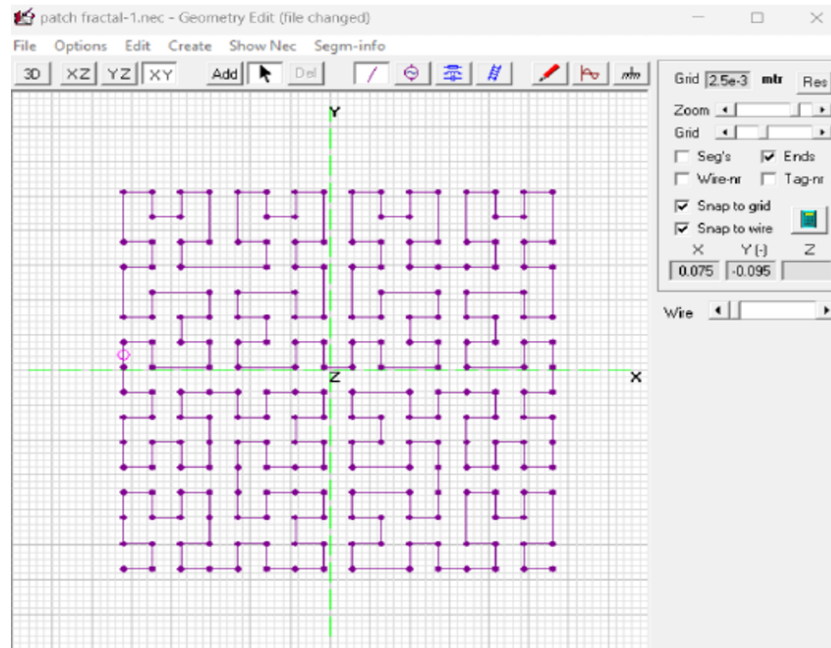 patch fractal-1.nec - Geometry Edit (file changed)
File Options Edit Create Show Nec Segm-info
3D XZ YZ XY Add Del
Grid 2.5e-3 mtr Res
Zoom
Grid
Seg's Ends
Wire-nr Tag-nr
Snap to grid
Snap to wire
X Y (-) Z
0.075 -0.095
Wire
Y
Z
X